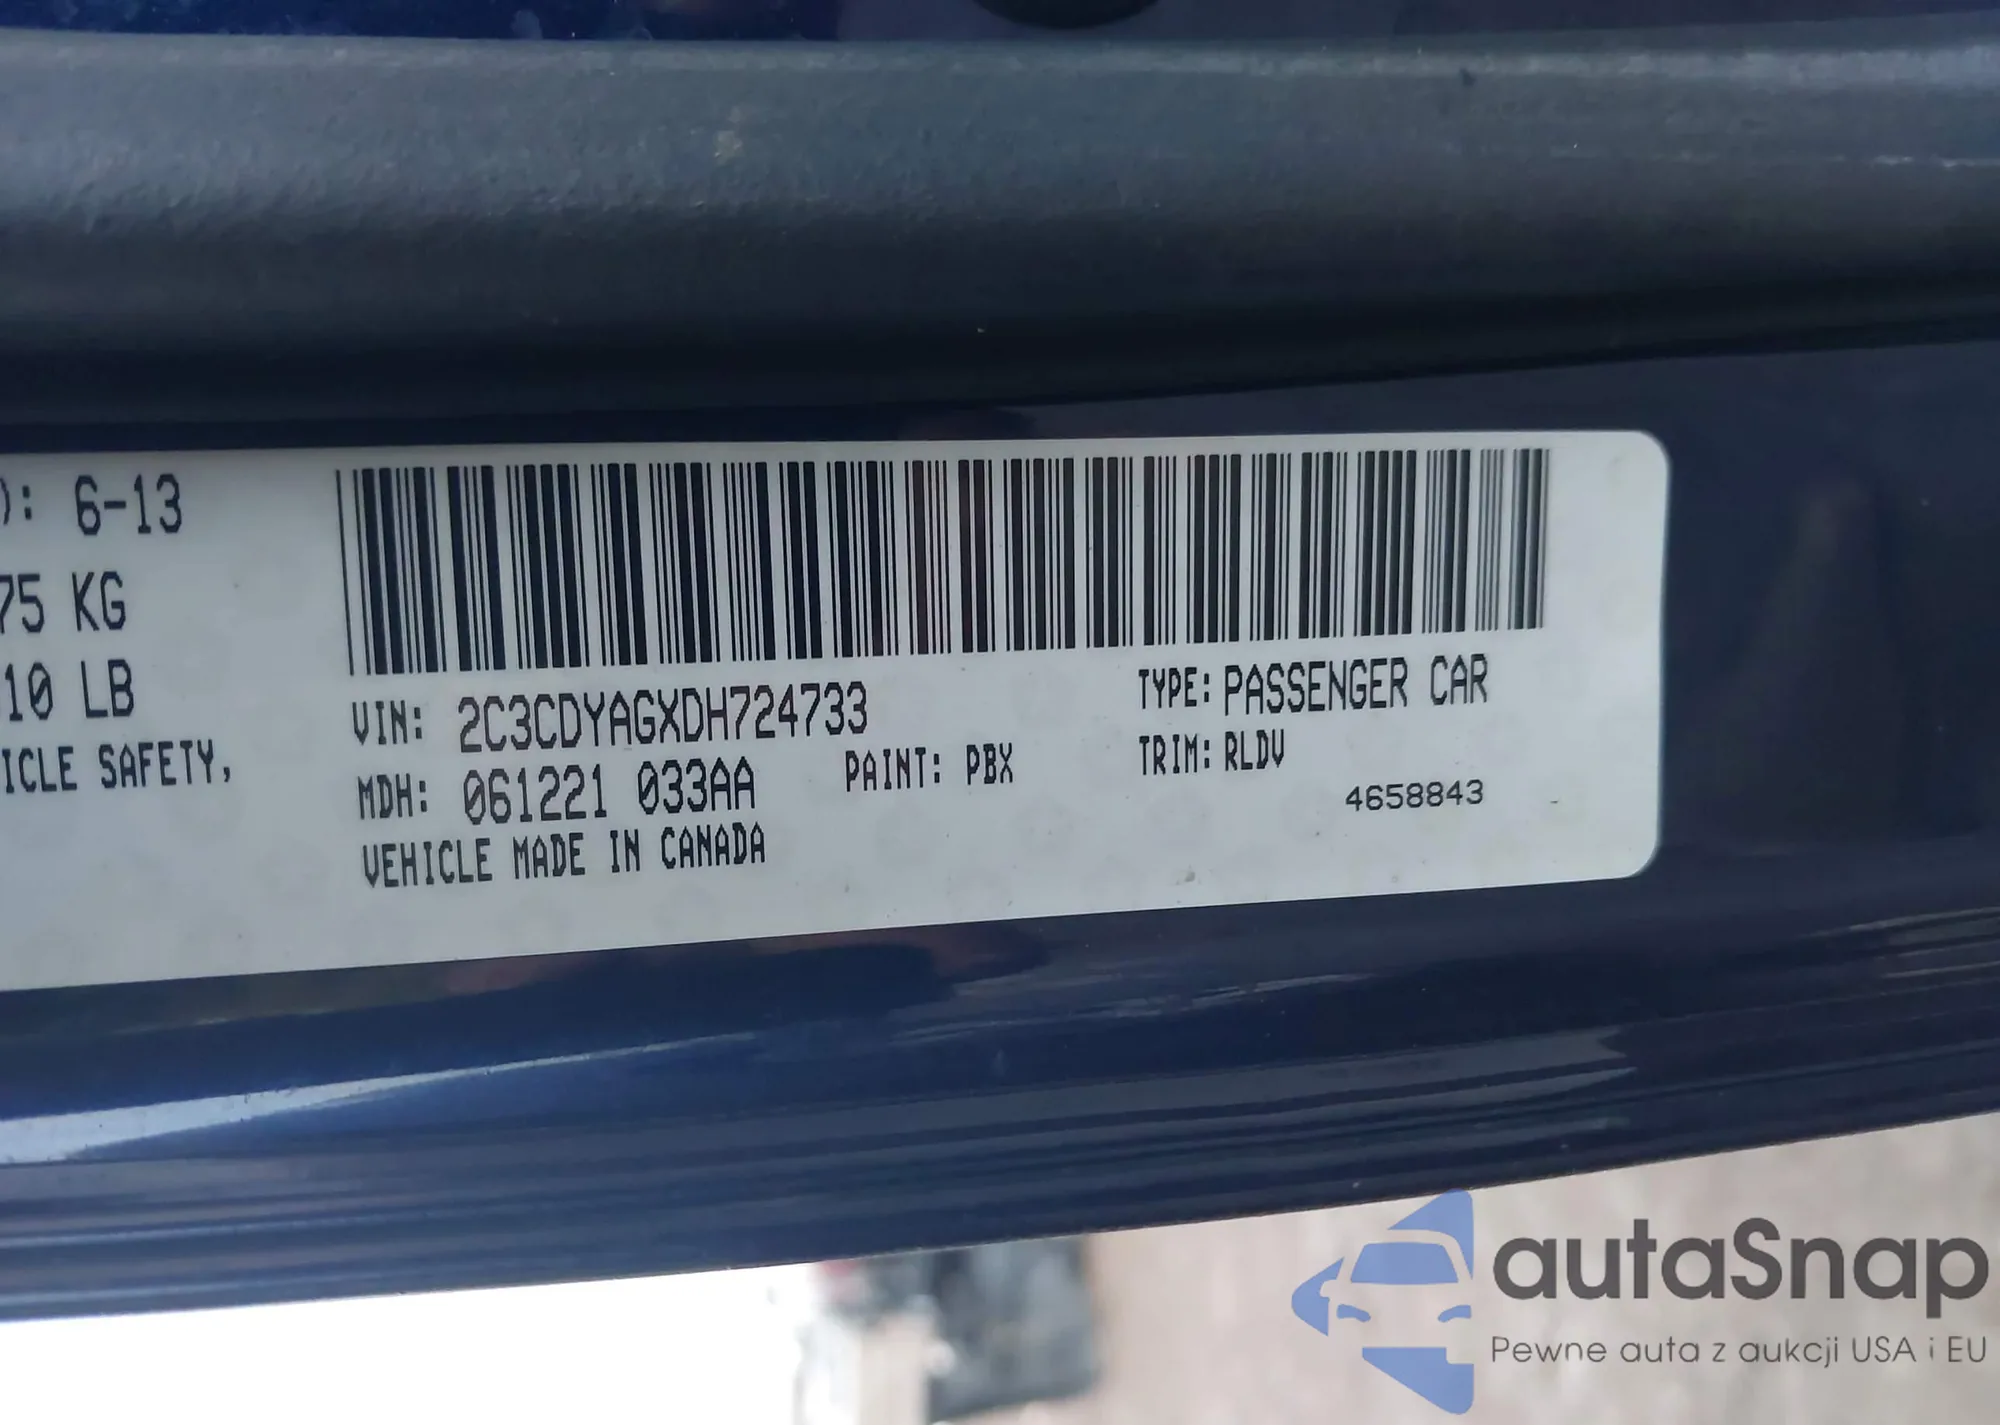 ): 6-13
75 KG
10 LB
ICLE SAFETY,
VIN: 2C3CDYAGXDH724733
TYPE: PASSENGER CAR
MDH: 061221 033AA
PAINT: PBX
TRIM: RLDV
4658843
VEHICLE MADE IN CANADA
autaSnap
Pewne auta z aukcji USA i EU